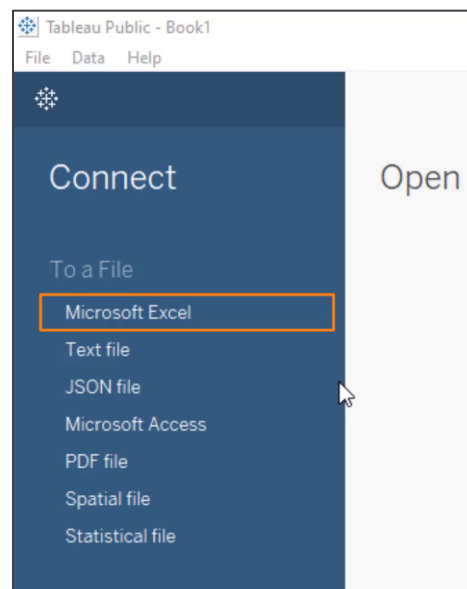 Tableau Public - Book1
File Data Help
Connect
Open
To a File
Microsoft Excel
Text file
JSON file
Microsoft Access
PDF file
Spatial file
Statistical file